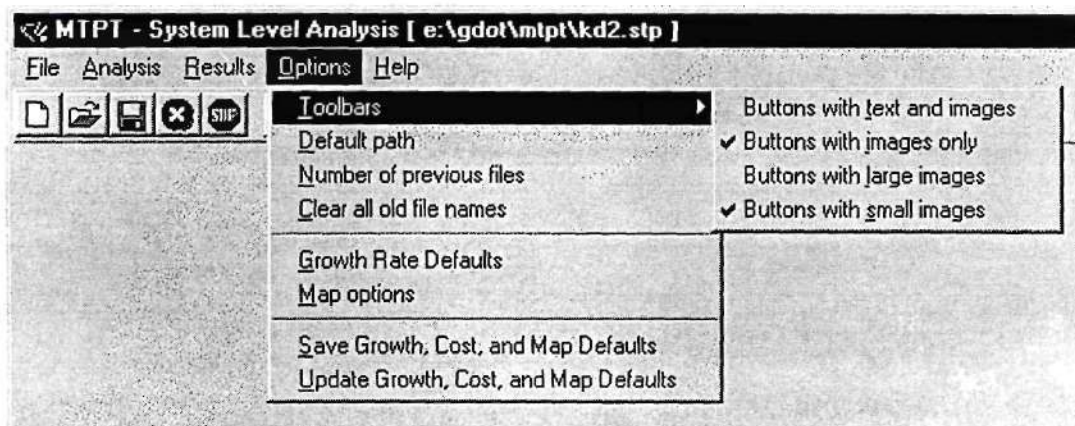 MTPT - System Level Analysis [ e:\gdot\mtpt\kd2.stp ]
File Analysis Results Options Help
STOP
Toolbars
Default path
Number of previous files
Clear all old file names
Growth Rate Defaults
Map options
Save Growth, Cost, and Map Defaults
Update Growth, Cost, and Map Defaults
Buttons with text and images
Buttons with images only
Buttons with large images
Buttons with small images